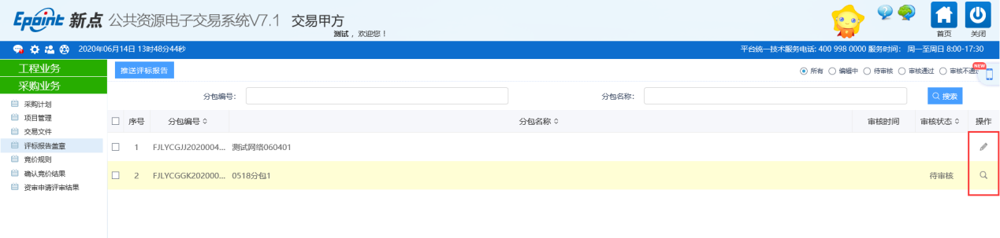 Epoint 新点 公共资源电子交易系统V7.1 交易甲方
测试，欢迎您！
首页 关闭
2020年06月14日 13时48分44秒
平台统一技术服务电话: 400 998 0000 服务时间: 周一至周日 8:00-17:30
工程业务
采购业务
采购计划
项目管理
交易文件
评标报告盖章
竞价规则
确认竞价结果
资审申请评审结果
推送评标报告
所有 编辑中 待审核 审核通过 审核不通
NEW
分包编号: 分包名称: 搜索
序号 分包编号 分包名称 审核时间 审核状态 操作
1 FJLYCGJJ2020004... 测试网络060401
2 FJLYCGGK202000... 0518分包1 待审核